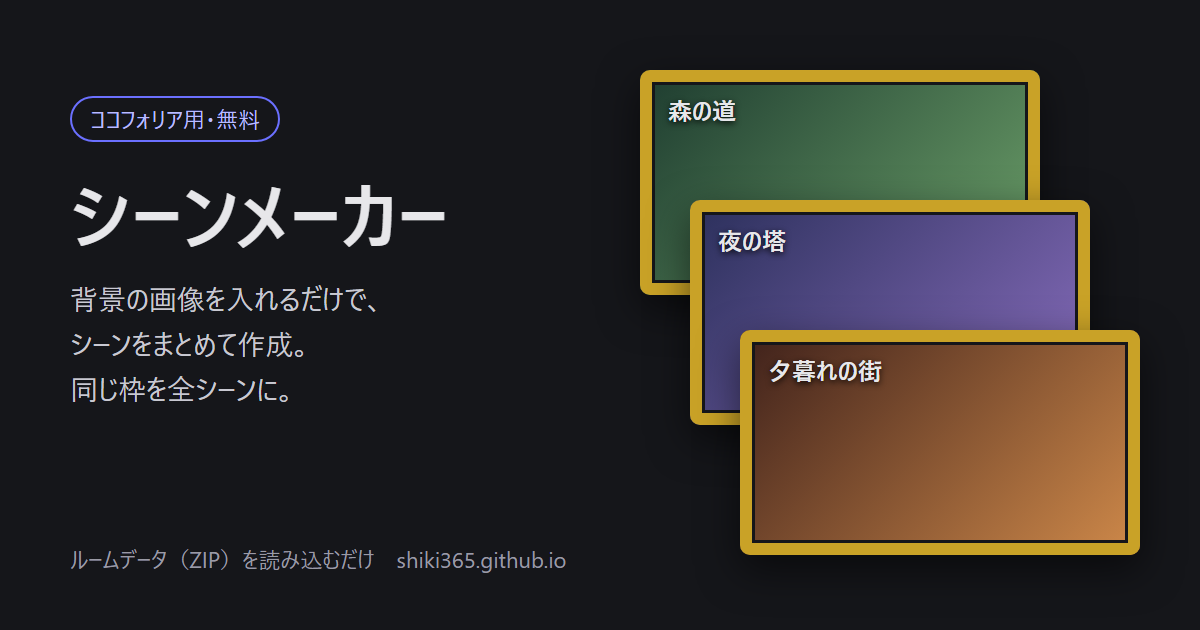 ココフォリア用・無料
シーンメーカー
背景の画像を入れるだけで、
シーンをまとめて作成。
同じ枠を全シーンに。
ルームデータ（ZIP）を読み込むだけ　shiki365.github.io
森の道
夜の塔
夕暮れの街